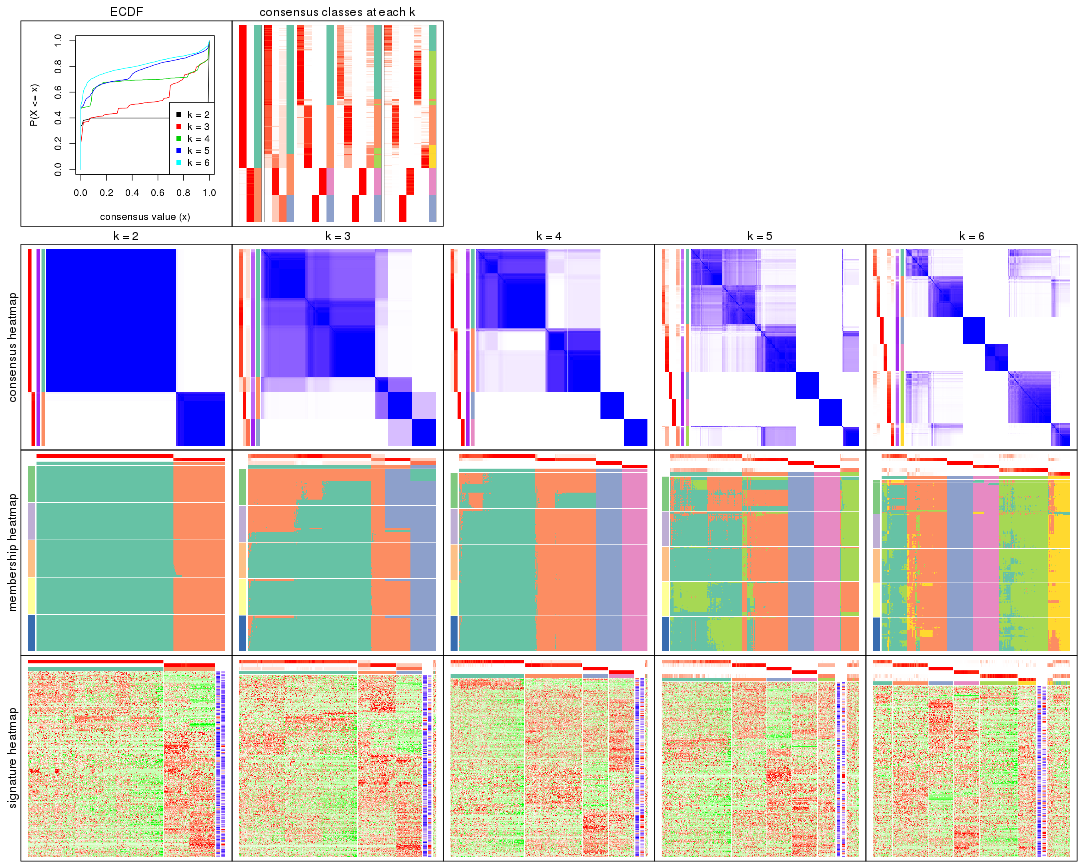 ECDF
consensus classes at each k
P(X <= x)
0.0 0.2 0.4 0.6 0.8 1.0
k = 2
k = 3
k = 4
k = 5
k = 6
0.0 0.2 0.4 0.6 0.8 1.0
consensus value (x)
k = 2
k = 3
k = 4
k = 5
k = 6
consensus heatmap
membership heatmap
signature heatmap